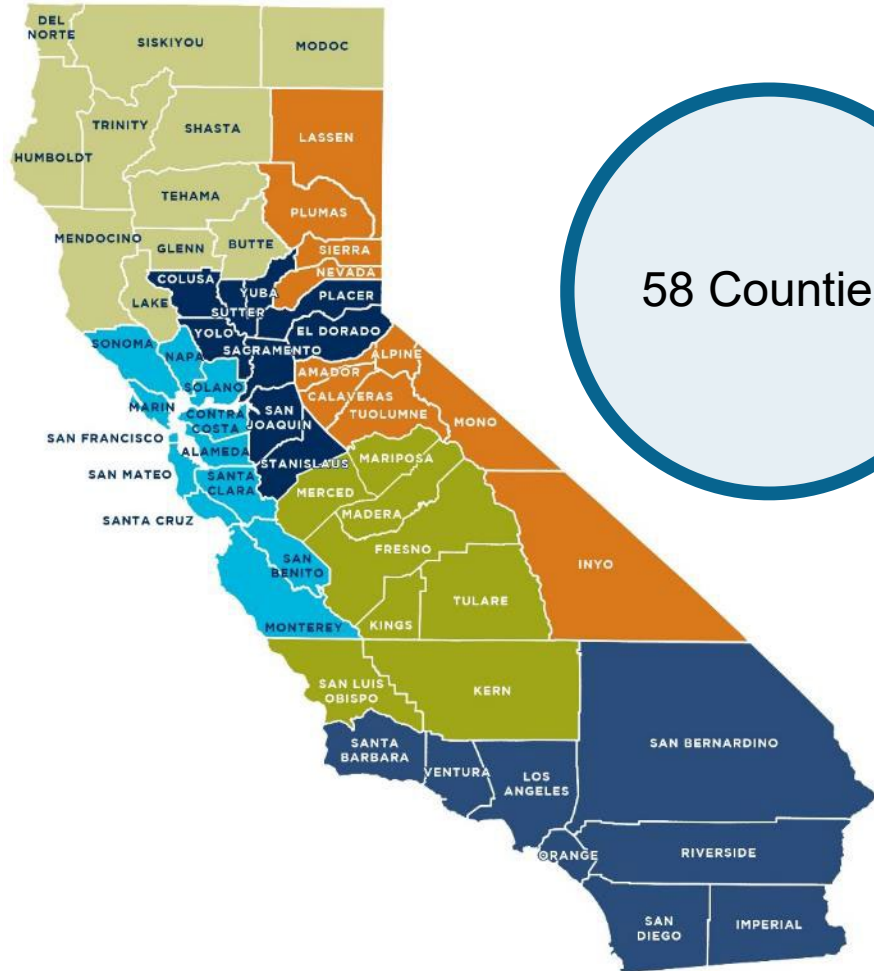 DEL
NORTE
SISKIYOU
MODOC
TRINITY
SHASTA
LASSEN
HUMBOLDT
TEHAMA
PLUMAS
MENDOCINO
GLENN
BUTTE
SIERRA
NEVADA
COLUSA
YUBA
PLACER
LAKE
SUTTER
YOLO
EL DORADO
SONOMA
NAPA
SACRAMENTO
ALPINE
AMADOR
SOLANO
CALAVERAS
MARIN
CONTRA
COSTA
SAN
JOAQUIN
TUOLUMNE
MONO
SAN FRANCISCO
ALAMEDA
STANISLAUS
MARIPOSA
SAN MATEO
SANTA
CLARA
MERCED
MADERA
SANTA CRUZ
FRESNO
SAN
BENITO
INYO
TULARE
MONTEREY
KINGS
SAN LUIS
OBISPO
KERN
SANTA
BARBARA
VENTURA
LOS
ANGELES
SAN BERNARDINO
ORANGE
RIVERSIDE
SAN
DIEGO
IMPERIAL
58 Countie